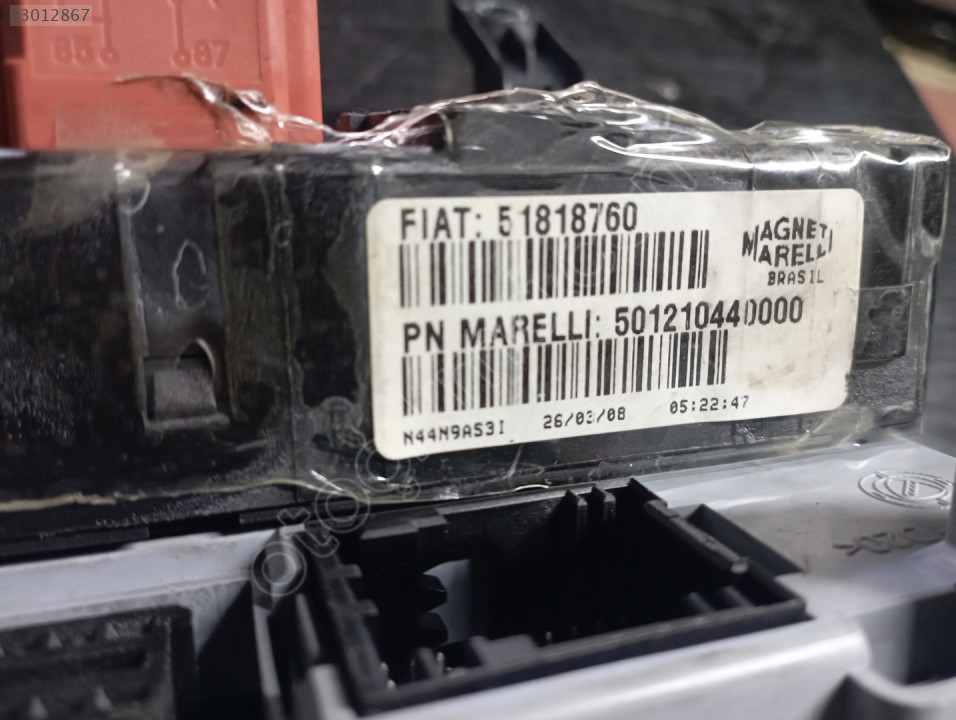 3012867
85 87
FIAT: 51818760
MAGNETI
MARELLI
BRASIL
PN MARELLI: 501210440000
N44N9AS3I 26/03/08 05:22:47